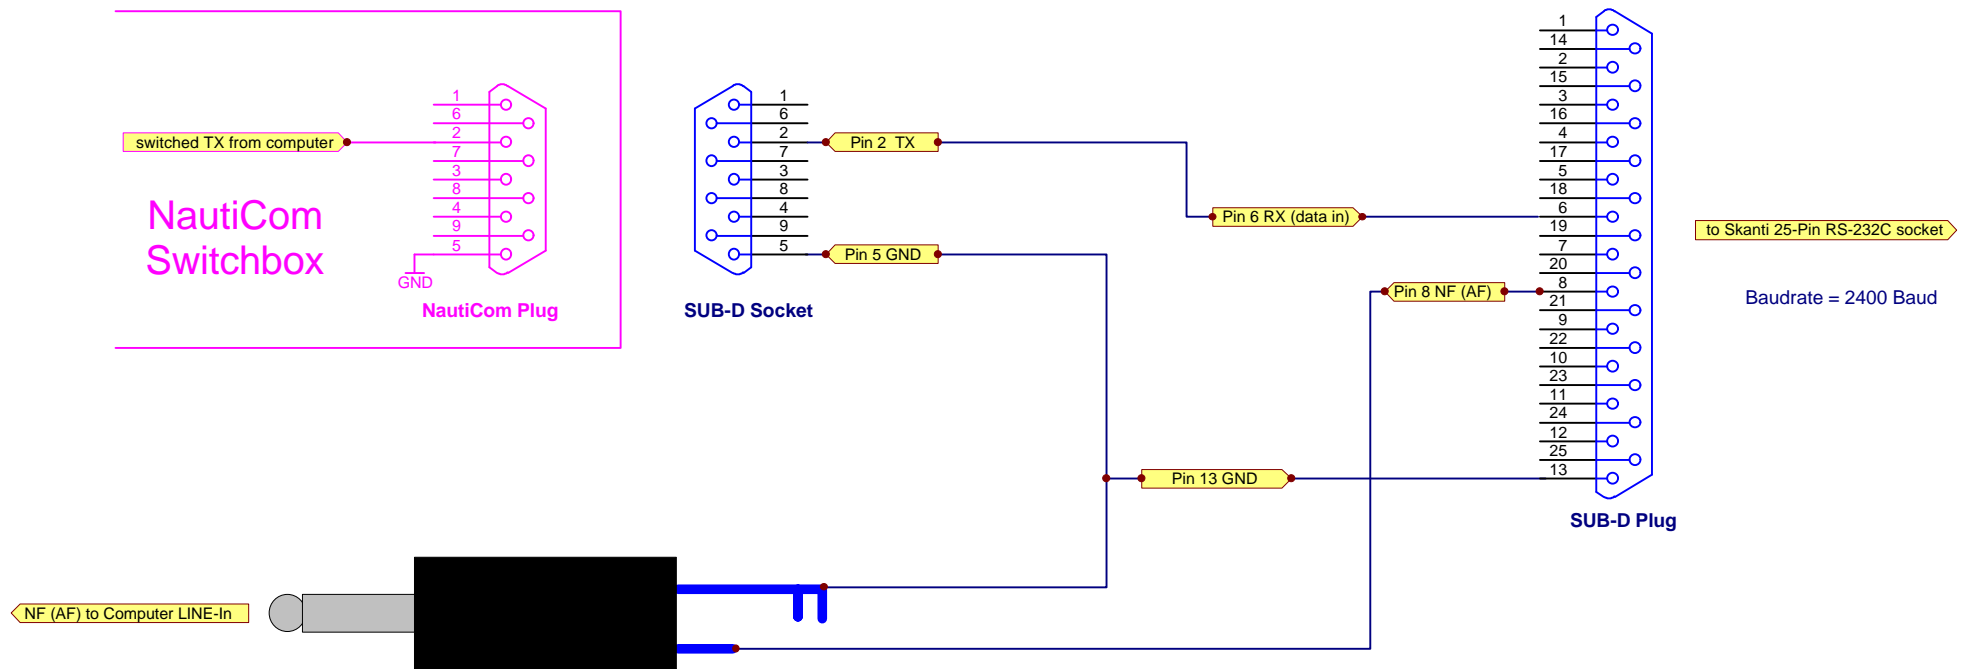 switched TX from computer
NautiCom
Switchbox
1
6
2
7
3
8
4
9
5
GND
NautiCom Plug
1
6
2
7
3
8
4
9
5
SUB-D Socket
Pin 2 TX
Pin 5 GND
Pin 6 RX (data in)
Pin 8 NF (AF)
Pin 13 GND
1
14
2
15
3
16
4
17
5
18
6
19
7
20
8
21
9
22
10
23
11
24
12
25
13
SUB-D Plug
to Skanti 25-Pin RS-232C socket
Baudrate = 2400 Baud
NF (AF) to Computer LINE-In